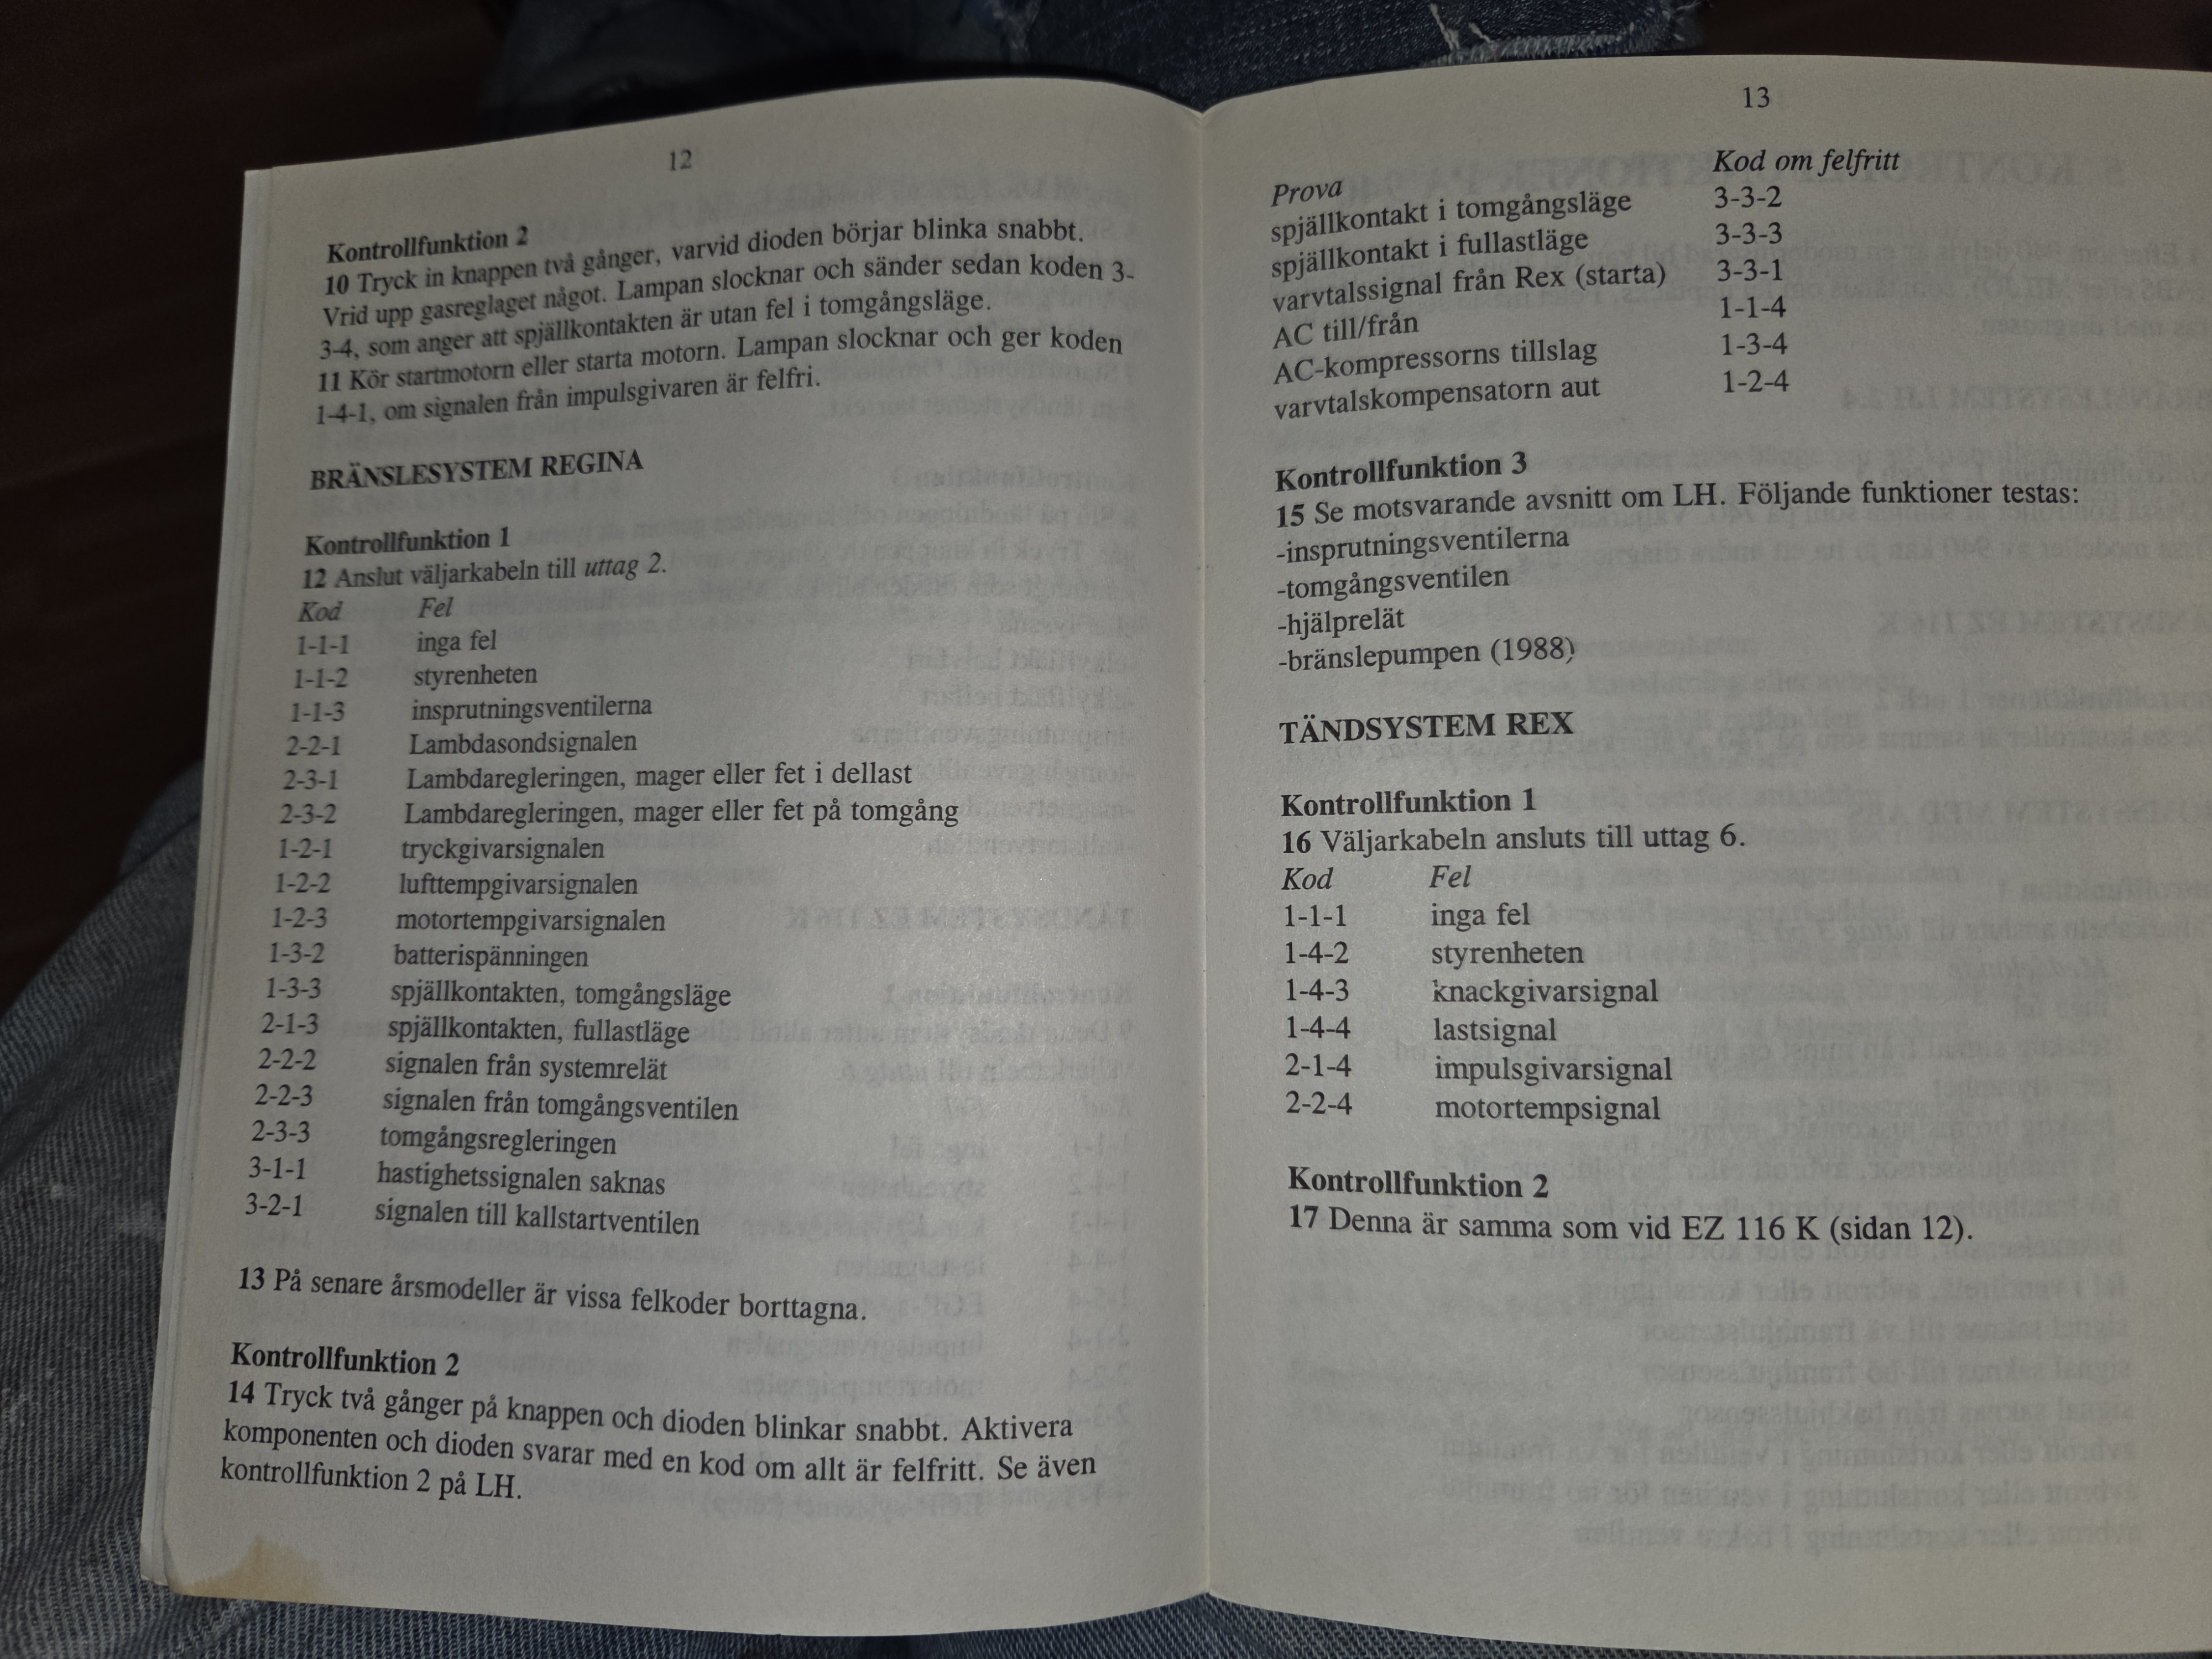 12
Kontrollfunktion 2
10 Tryck in knappen två gånger, varvid dioden börjar blinka snabbt.
Vrid upp gasreglaget något. Lampan slocknar och sänder sedan koden 3-
3-4, som anger att spjällkontakten är utan fel i tomgångsläge.
11 Kör startmotorn eller starta motorn. Lampan slocknar och ger koden
1-4-1, om signalen från impulsgivaren är felfri.
BRÄNSLESYSTEM REGINA
Kontrollfunktion 1
12 Anslut väljarkabeln till uttag 2.
Kod Fel
1-1-1 inga fel
1-1-2 styrenheten
1-1-3 insprutningsventilerna
2-2-1 Lambdasondsignalen
2-3-1 Lambdaregleringen, mager eller fet i dellast
2-3-2 Lambdaregleringen, mager eller fet på tomgång
1-2-1 tryckgivarsignalen
1-2-2 lufttempgivarsignalen
1-2-3 motortempgivarsignalen
1-3-2 batterispänningen
1-3-3 spjällkontakten, tomgångsläge
2-1-3 spjällkontakten, fullastläge
2-2-2 signalen från systemrelät
2-2-3 signalen från tomgångsventilen
2-3-3 tomgångsregleringen
3-1-1 hastighetssignalen saknas
3-2-1 signalen till kallstartventilen
13 På senare årsmodeller är vissa felkoder borttagna.
Kontrollfunktion 2
14 Tryck två gånger på knappen och dioden blinkar snabbt. Aktivera
komponenten och dioden svarar med en kod om allt är felfritt. Se även
kontrollfunktion 2 på LH.
13
Prova Kod om felfritt
spjällkontakt i tomgångsläge 3-3-2
spjällkontakt i fullastläge 3-3-3
varvtalssignal från Rex (starta) 3-3-1
AC till/från 1-1-4
AC-kompressorns tillslag 1-3-4
varvtalskompensatorn aut 1-2-4
Kontrollfunktion 3
15 Se motsvarande avsnitt om LH. Följande funktioner testas:
-insprutningsventilerna
-tomgångsventilen
-hjälprelät
-bränslepumpen (1988)
TÄNDSYSTEM REX
Kontrollfunktion 1
16 Väljarkabeln ansluts till uttag 6.
Kod Fel
1-1-1 inga fel
1-4-2 styrenheten
1-4-3 knackgivarsignal
1-4-4 lastsignal
2-1-4 impulsgivarsignal
2-2-4 motortempsignal
Kontrollfunktion 2
17 Denna är samma som vid EZ 116 K (sidan 12).